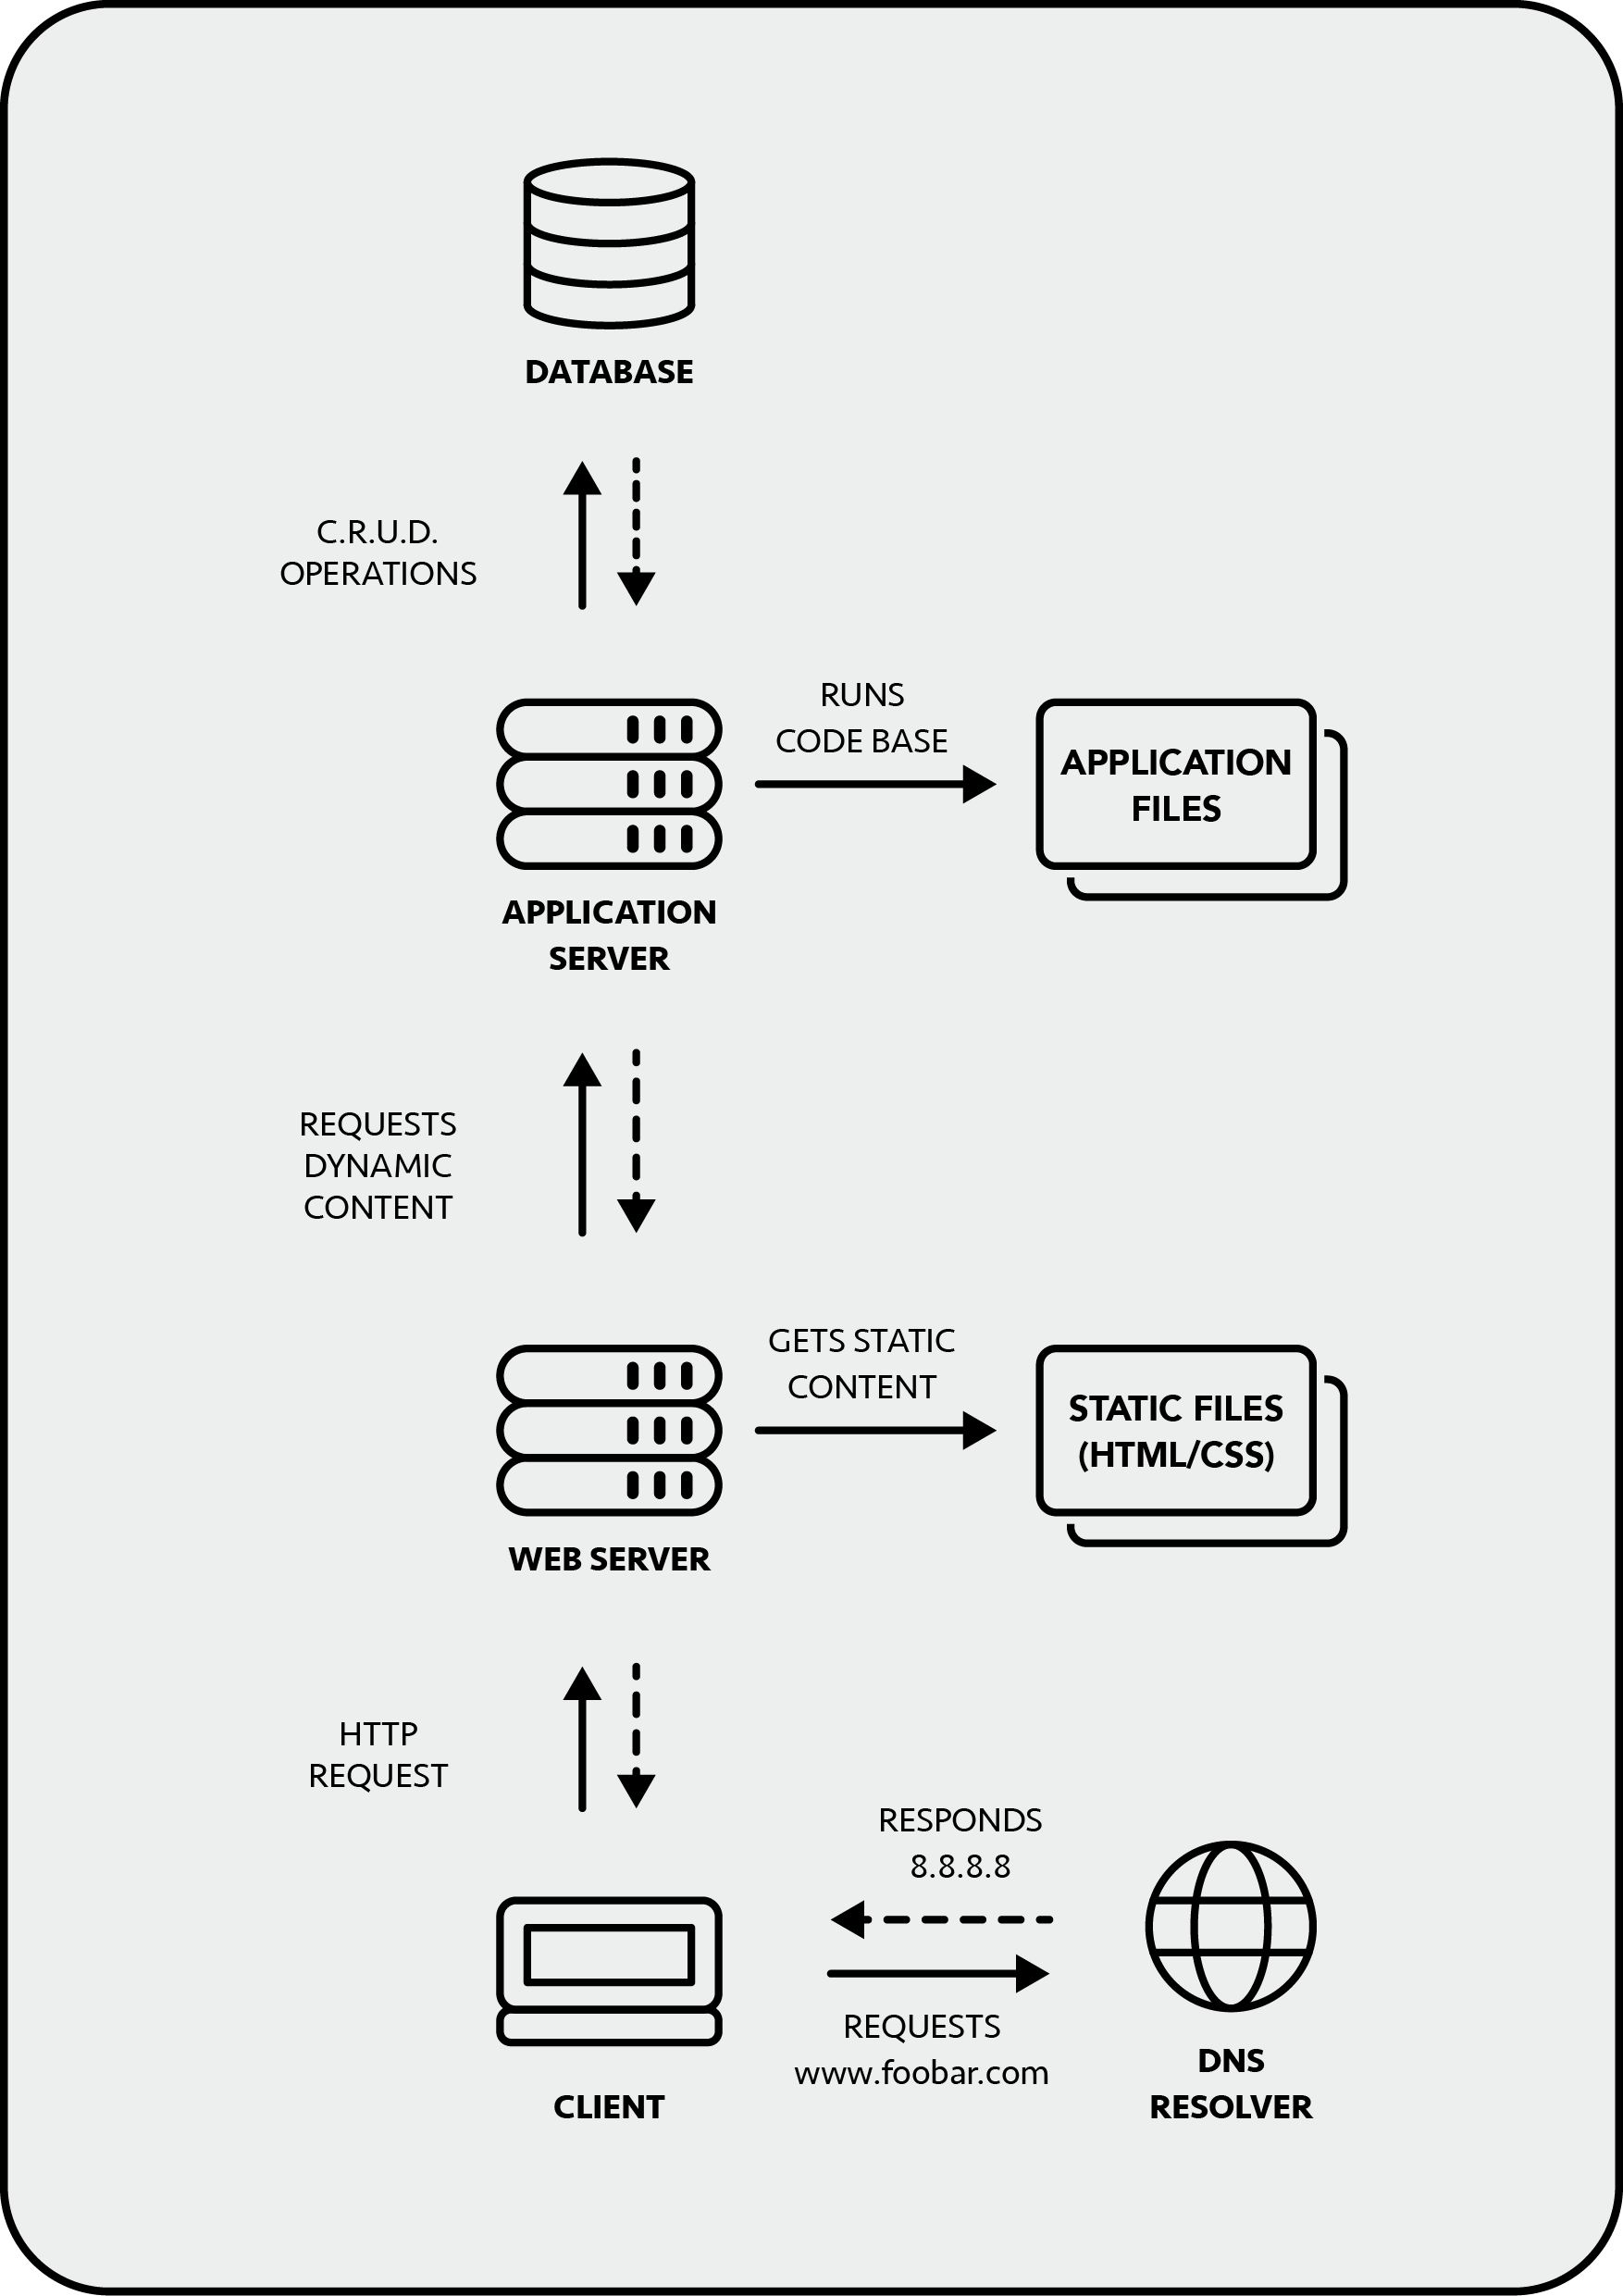 DATABASE
C.R.U.D.
OPERATIONS
RUNS
CODE BASE
APPLICATION
FILES
APPLICATION
SERVER
REQUESTS
DYNAMIC
CONTENT
GETS STATIC
CONTENT
STATIC FILES
(HTML/CSS)
WEB SERVER
HTTP
REQUEST
RESPONDS
8.8.8.8
REQUESTS
www.foobar.com
CLIENT
DNS
RESOLVER